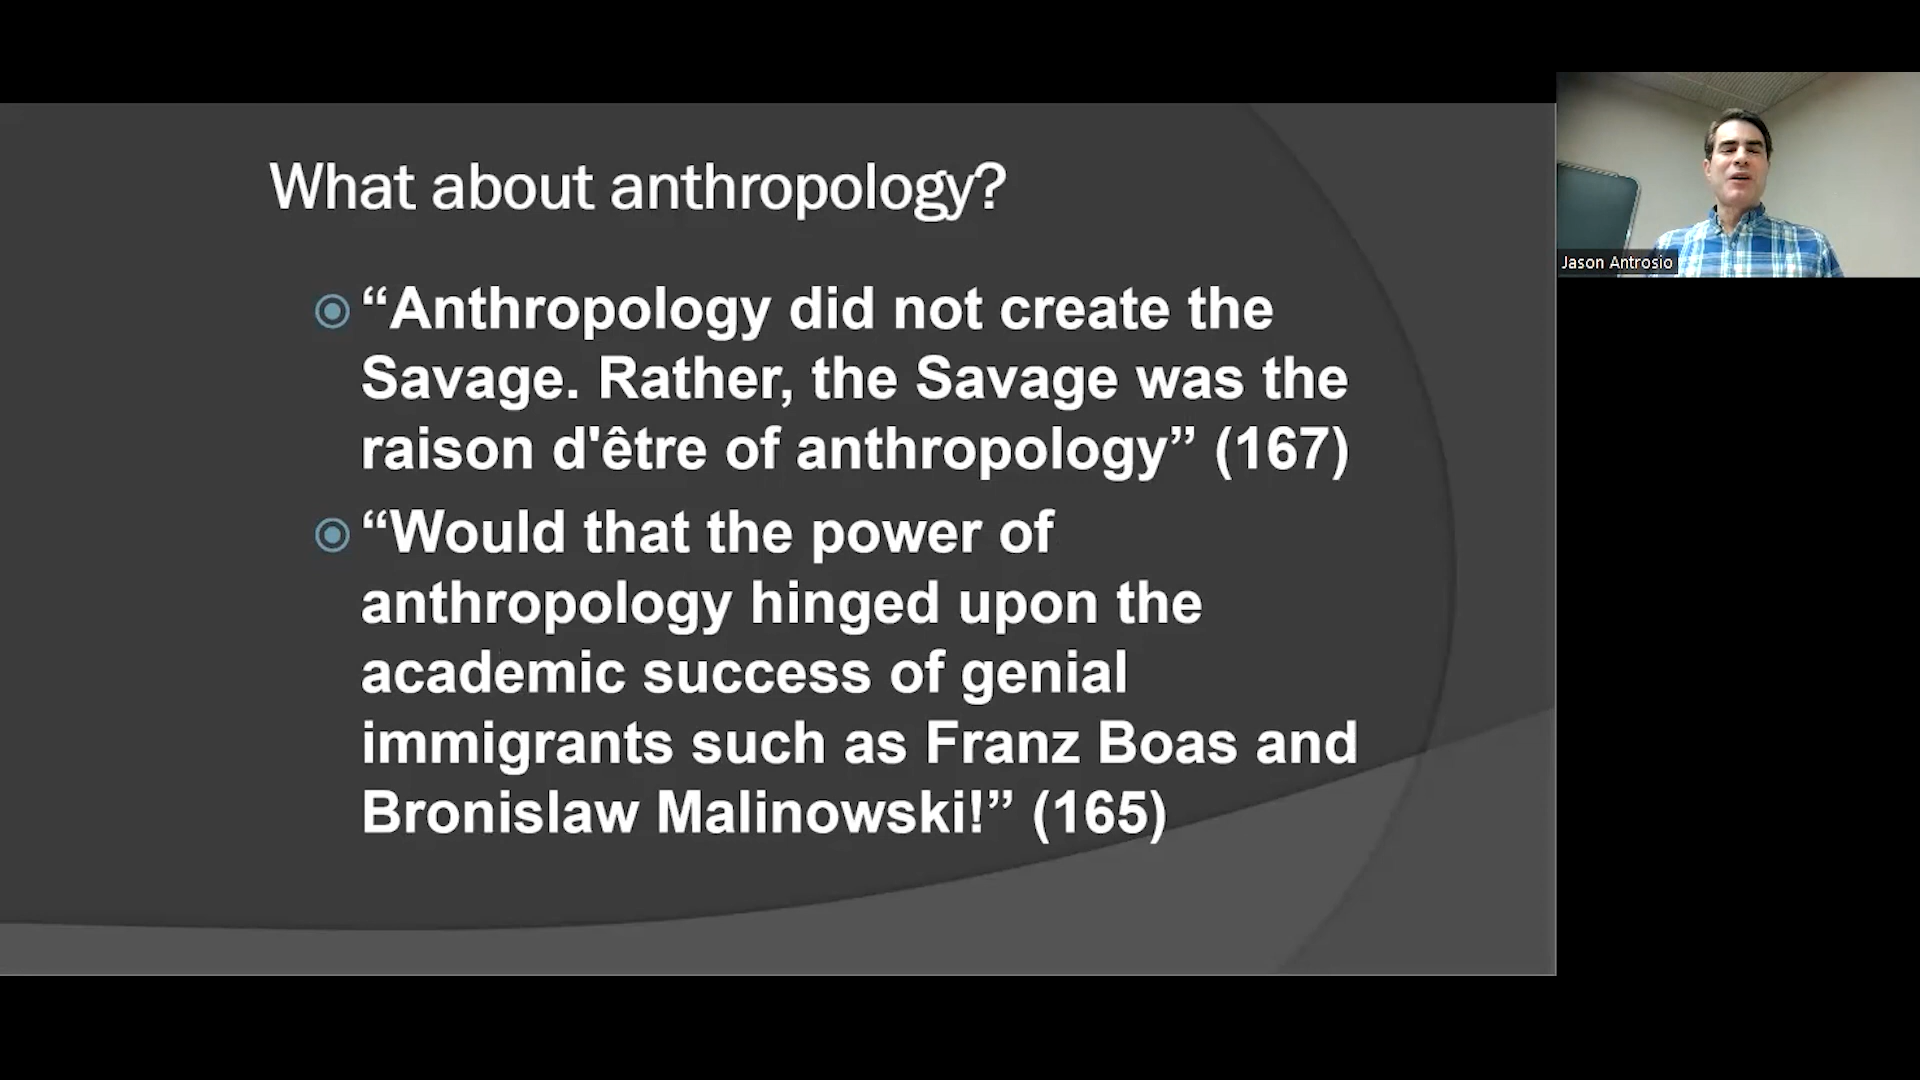 What about anthropology?
“Anthropology did not create the
Savage. Rather, the Savage was the
raison d'être of anthropology” (167)
“Would that the power of
anthropology hinged upon the
academic success of genial
immigrants such as Franz Boas and
Bronislaw Malinowski!” (165)
Jason Antrosio